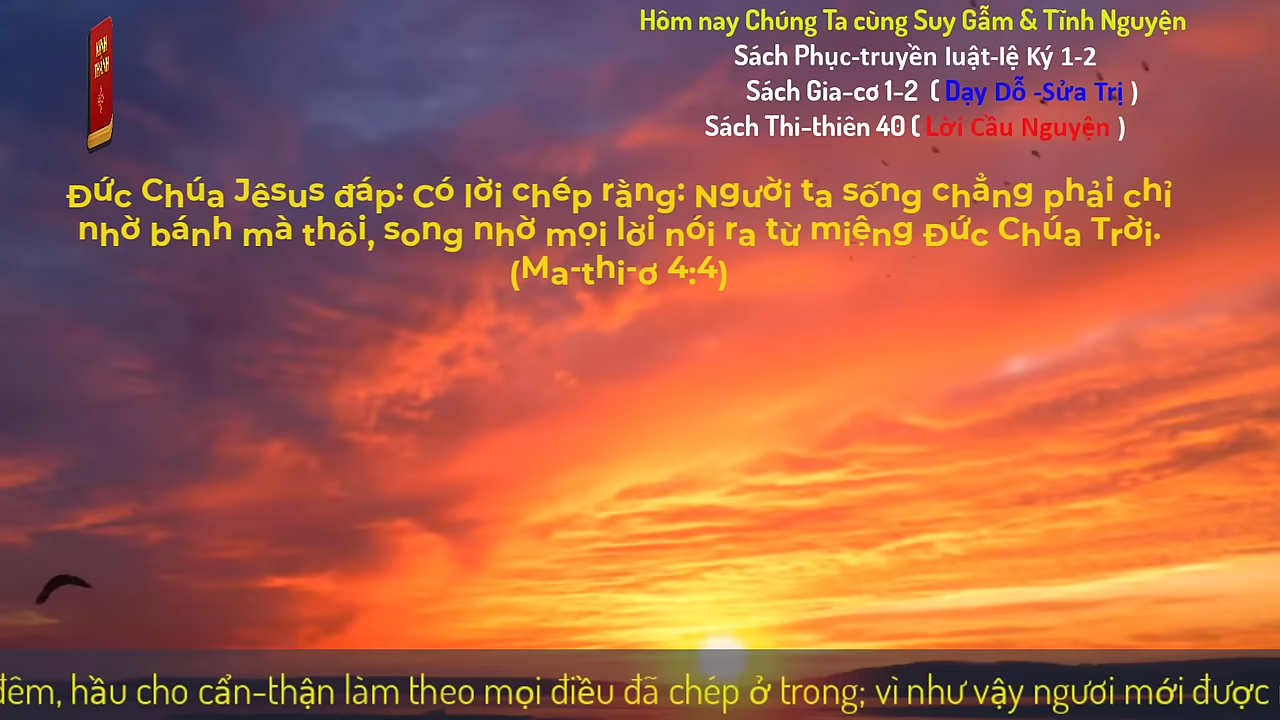 KINH
THÁNH
Hôm nay Chúng Ta cùng Suy Gẫm & Tĩnh Nguyện
Sách Phục-truyền luật-lệ Ký 1-2
Sách Gia-cơ 1-2 ( Dạy Dỗ -Sửa Trị )
Sách Thi-thiên 40 ( Lời Cầu Nguyện )
Đức Chúa Jêsus đáp: Có lời chép rằng: Người ta sống chẳng phải chỉ
nhờ bánh mà thôi, song nhờ mọi lời nói ra từ miệng Đức Chúa Trời.
(Ma-thi-ơ 4:4)
đêm, hầu cho cẩn-thận làm theo mọi điều đã chép ở trong; vì như vậy ngươi mới được